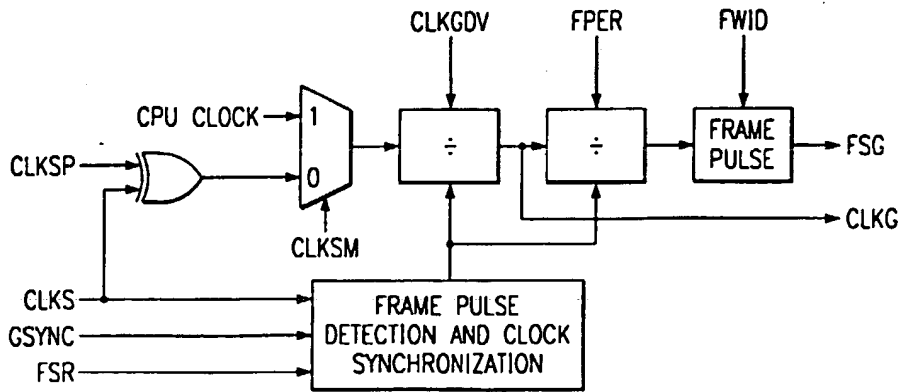 CLKGDV
FPER
FWID
CPU CLOCK
1
÷
÷
FRAME
PULSE
FSG
CLKSP
0
CLKG
CLKSM
CLKS
GSYNC
FSR
FRAME PULSE
DETECTION AND CLOCK
SYNCHRONIZATION